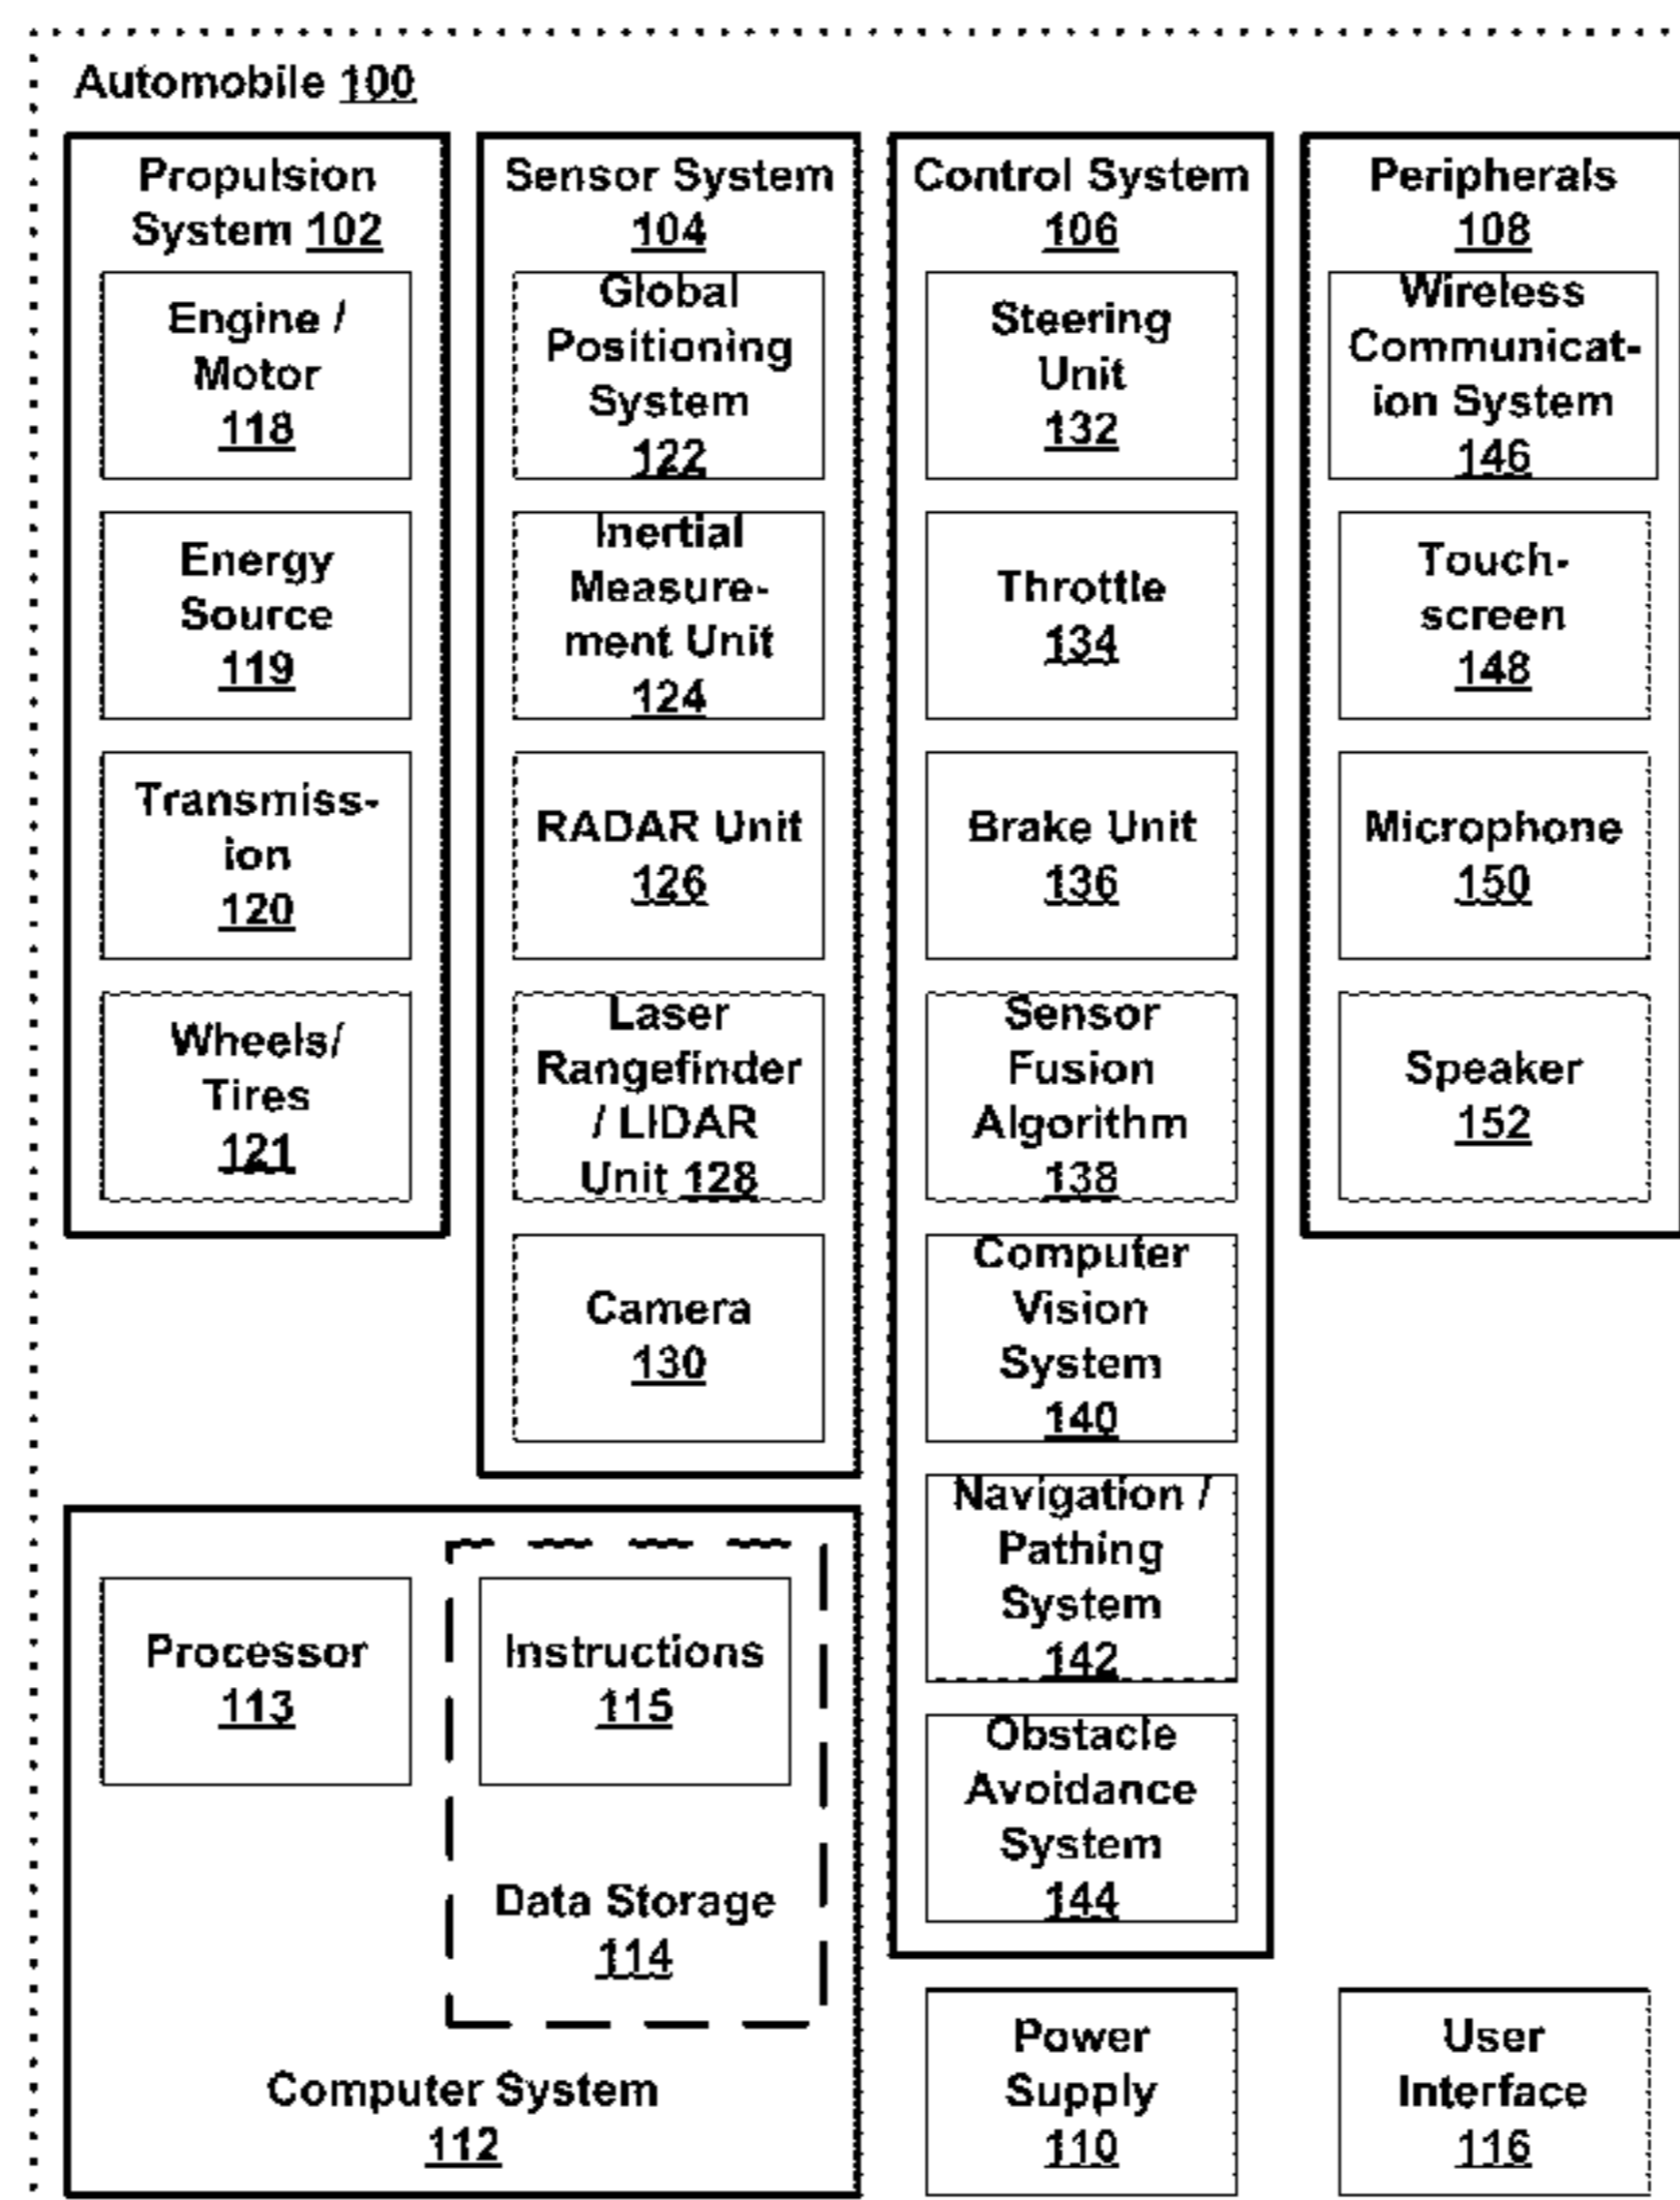 Automobile 100
Propulsion
System 102
Engine /
Motor
118
Energy
Source
119
Transmiss-
ion
120
Wheels/
Tires
121
Sensor System
104
Global
Positioning
System
122
Inertial
Measure-
ment Unit
124
RADAR Unit
126
Laser
Rangefinder
/ LIDAR
Unit 128
Camera
130
Control System
106
Steering
Unit
132
Throttle
134
Brake Unit
136
Sensor
Fusion
Algorithm
138
Computer
Vision
System
140
Navigation /
Pathing
System
142
Obstacle
Avoidance
System
144
Peripherals
108
Wireless
Communicat-
ion System
146
Touch-
screen
148
Microphone
150
Speaker
152
Processor
113
Instructions
115
Data Storage
114
Computer System
112
Power
Supply
110
User
Interface
116